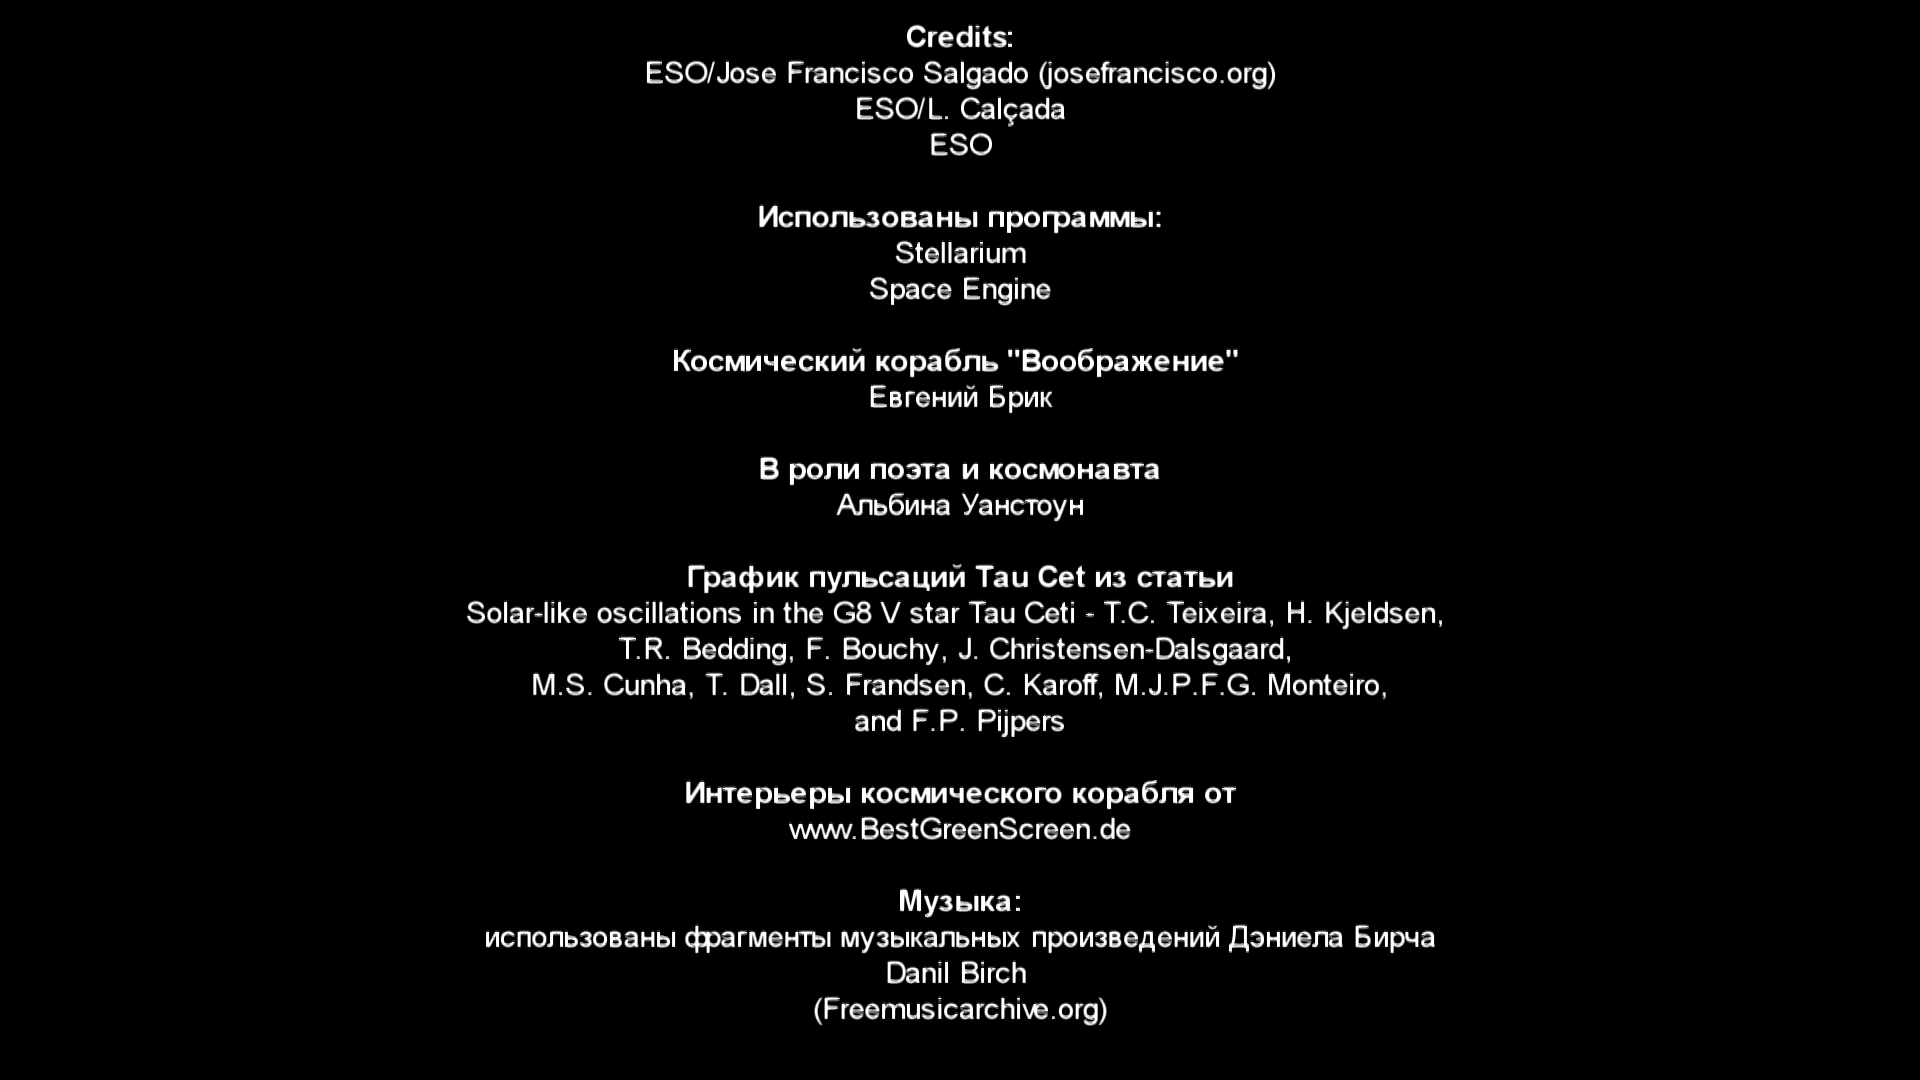 Credits:
ESO/Jose Francisco Salgado (josefrancisco.org)
ESO/L. Calçada
ESO
Использованы программы:
Stellarium
Space Engine
Космический корабль "Воображение"
Евгений Брик
В роли поэта и космонавта
Альбина Уанстоун
График пульсаций Tau Cet из статьи
Solar-like oscillations in the G8 V star Tau Ceti - T.C. Teixeira, H. Kjeldsen,
T.R. Bedding, F. Bouchy, J. Christensen-Dalsgaard,
M.S. Cunha, T. Dall, S. Frandsen, C. Karoff, M.J.P.F.G. Monteiro,
and F.P. Pijpers
Интерьеры космического корабля от
www.BestGreenScreen.de
Музыка:
использованы фрагменты музыкальных произведений Дэниела Бирча
Danil Birch
(Freemusicarchive.org)